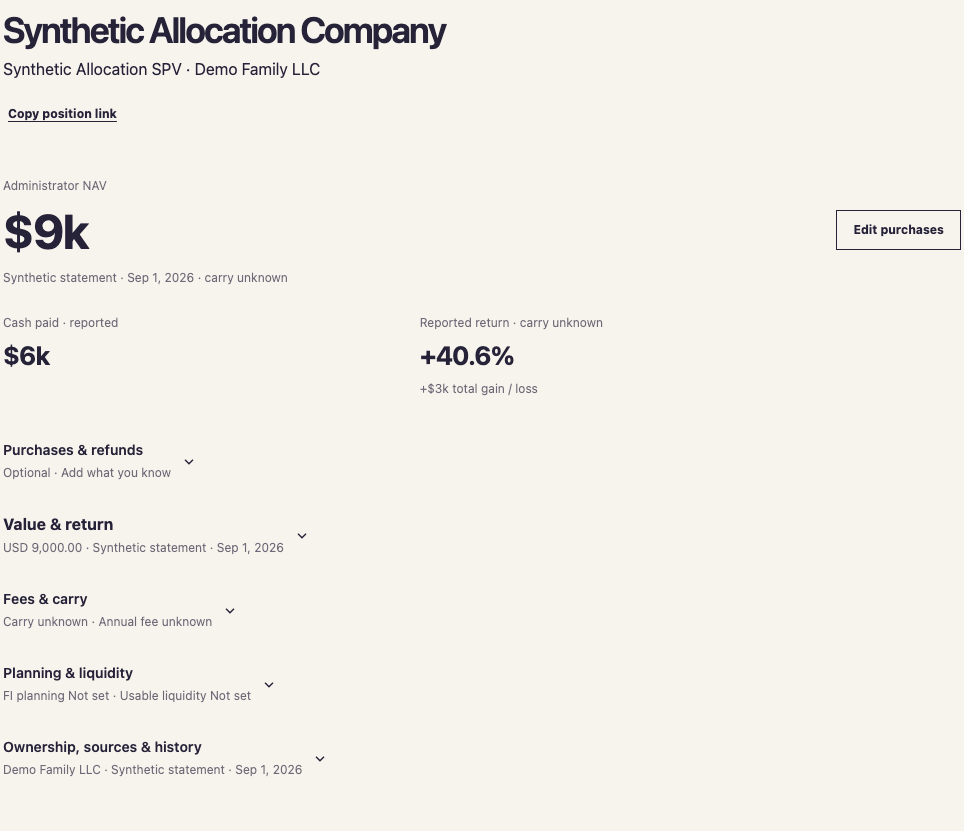 Synthetic Allocation Company
Synthetic Allocation SPV · Demo Family LLC
Copy position link
Administrator NAV
$9k
Edit purchases
Synthetic statement · Sep 1, 2026 · carry unknown
Cash paid · reported
$6k
Reported return · carry unknown
+40.6%
+$3k total gain / loss
Purchases & refunds
Optional · Add what you know
Value & return
USD 9,000.00 · Synthetic statement · Sep 1, 2026
Fees & carry
Carry unknown · Annual fee unknown
Planning & liquidity
FI planning Not set · Usable liquidity Not set
Ownership, sources & history
Demo Family LLC · Synthetic statement · Sep 1, 2026